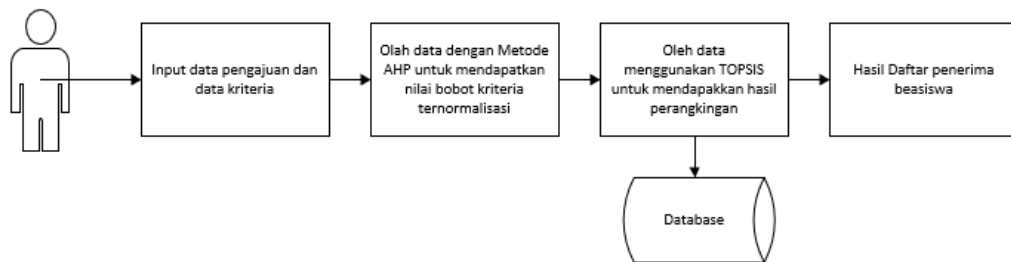 Input data pengajuan dan
data kriteria
Olah data dengan Metode
AHP untuk mendapatkan
nilai bobot kriteria
ternormalisasi
Oleh data
menggunakan TOPSIS
untuk mendapakkan hasil
perangkingan
Hasil Daftar penerima
beasiswa
Database